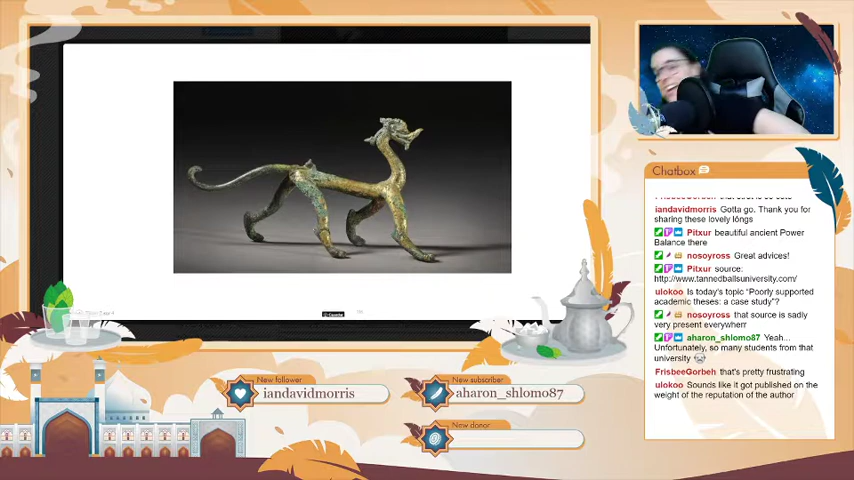 Chatbox
iandavidmorris Gotta go. Thank you for
sharing these lovely lóngs
Pitxur beautiful ancient Power
Balance there
nosoyross Great advices!
Pitxur source:
http://www.tannedballsuniversity.com/
ulokoo Is today's topic "Poorly supported
academic theses: a case study"?
nosoyross that source is sadly
very present everywherr
aharon_shlomo87 Yeah...
Unfortunately, so many students from that
university
FrisbeeGorbeh that's pretty frustrating
ulokoo Sounds like it got published on the
weight of the reputation of the author
New follower
iandavidmorris
New subscriber
aharon_shlomo87
New donor